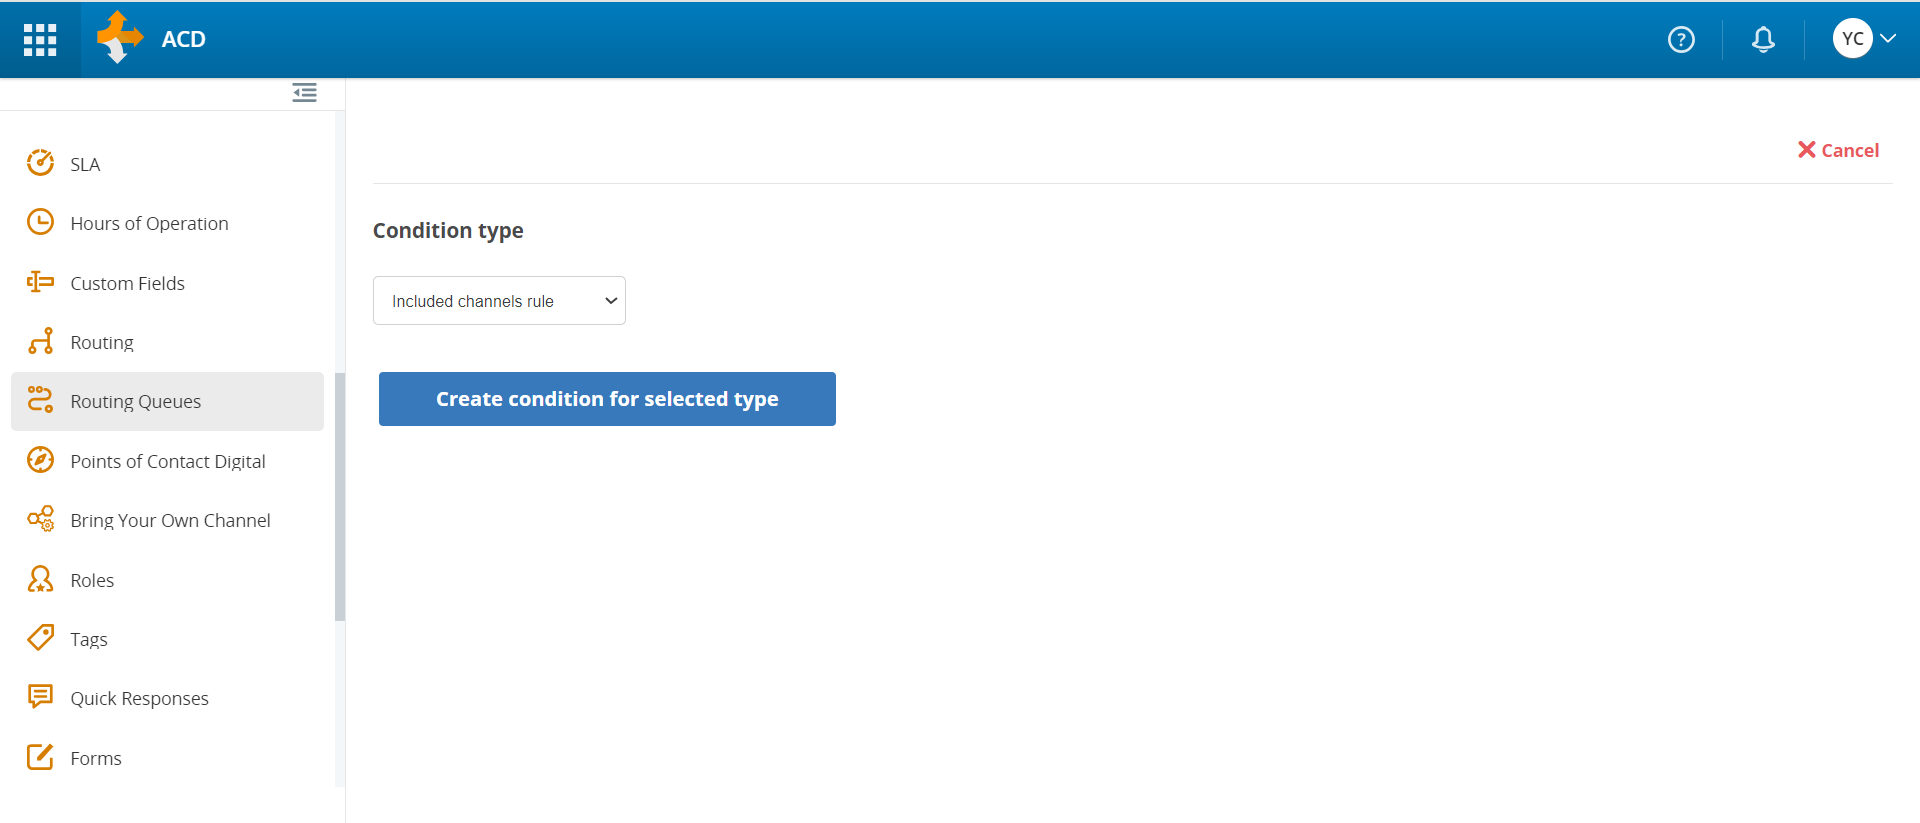 ACD
?
YC
Cancel
SLA
Hours of Operation
Custom Fields
Routing
Routing Queues
Points of Contact Digital
Bring Your Own Channel
Roles
Tags
Quick Responses
Forms
Condition type
Included channels rule
Create condition for selected type